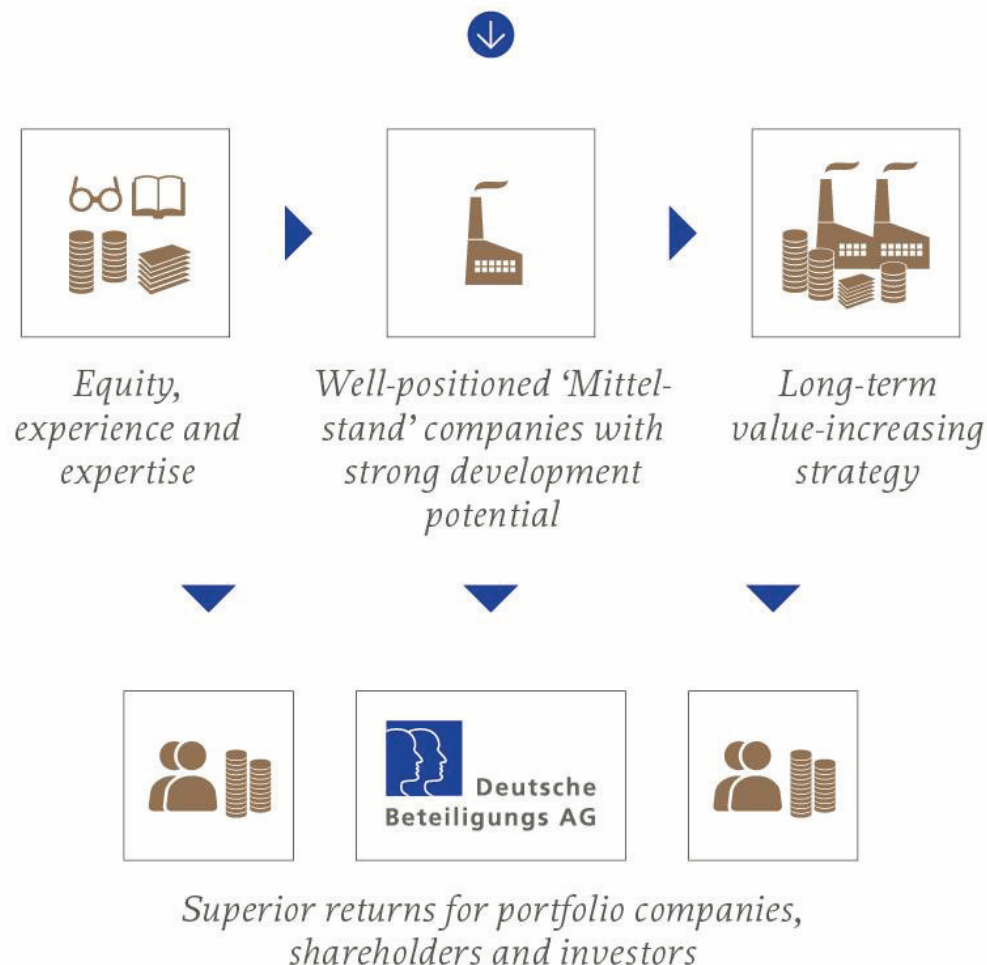 Equity,
experience and
expertise
Well-positioned ‘Mittel-
stand’ companies with
strong development
potential
Long-term
value-increasing
strategy
Deutsche
Beteiligungs AG
Superior returns for portfolio companies,
shareholders and investors